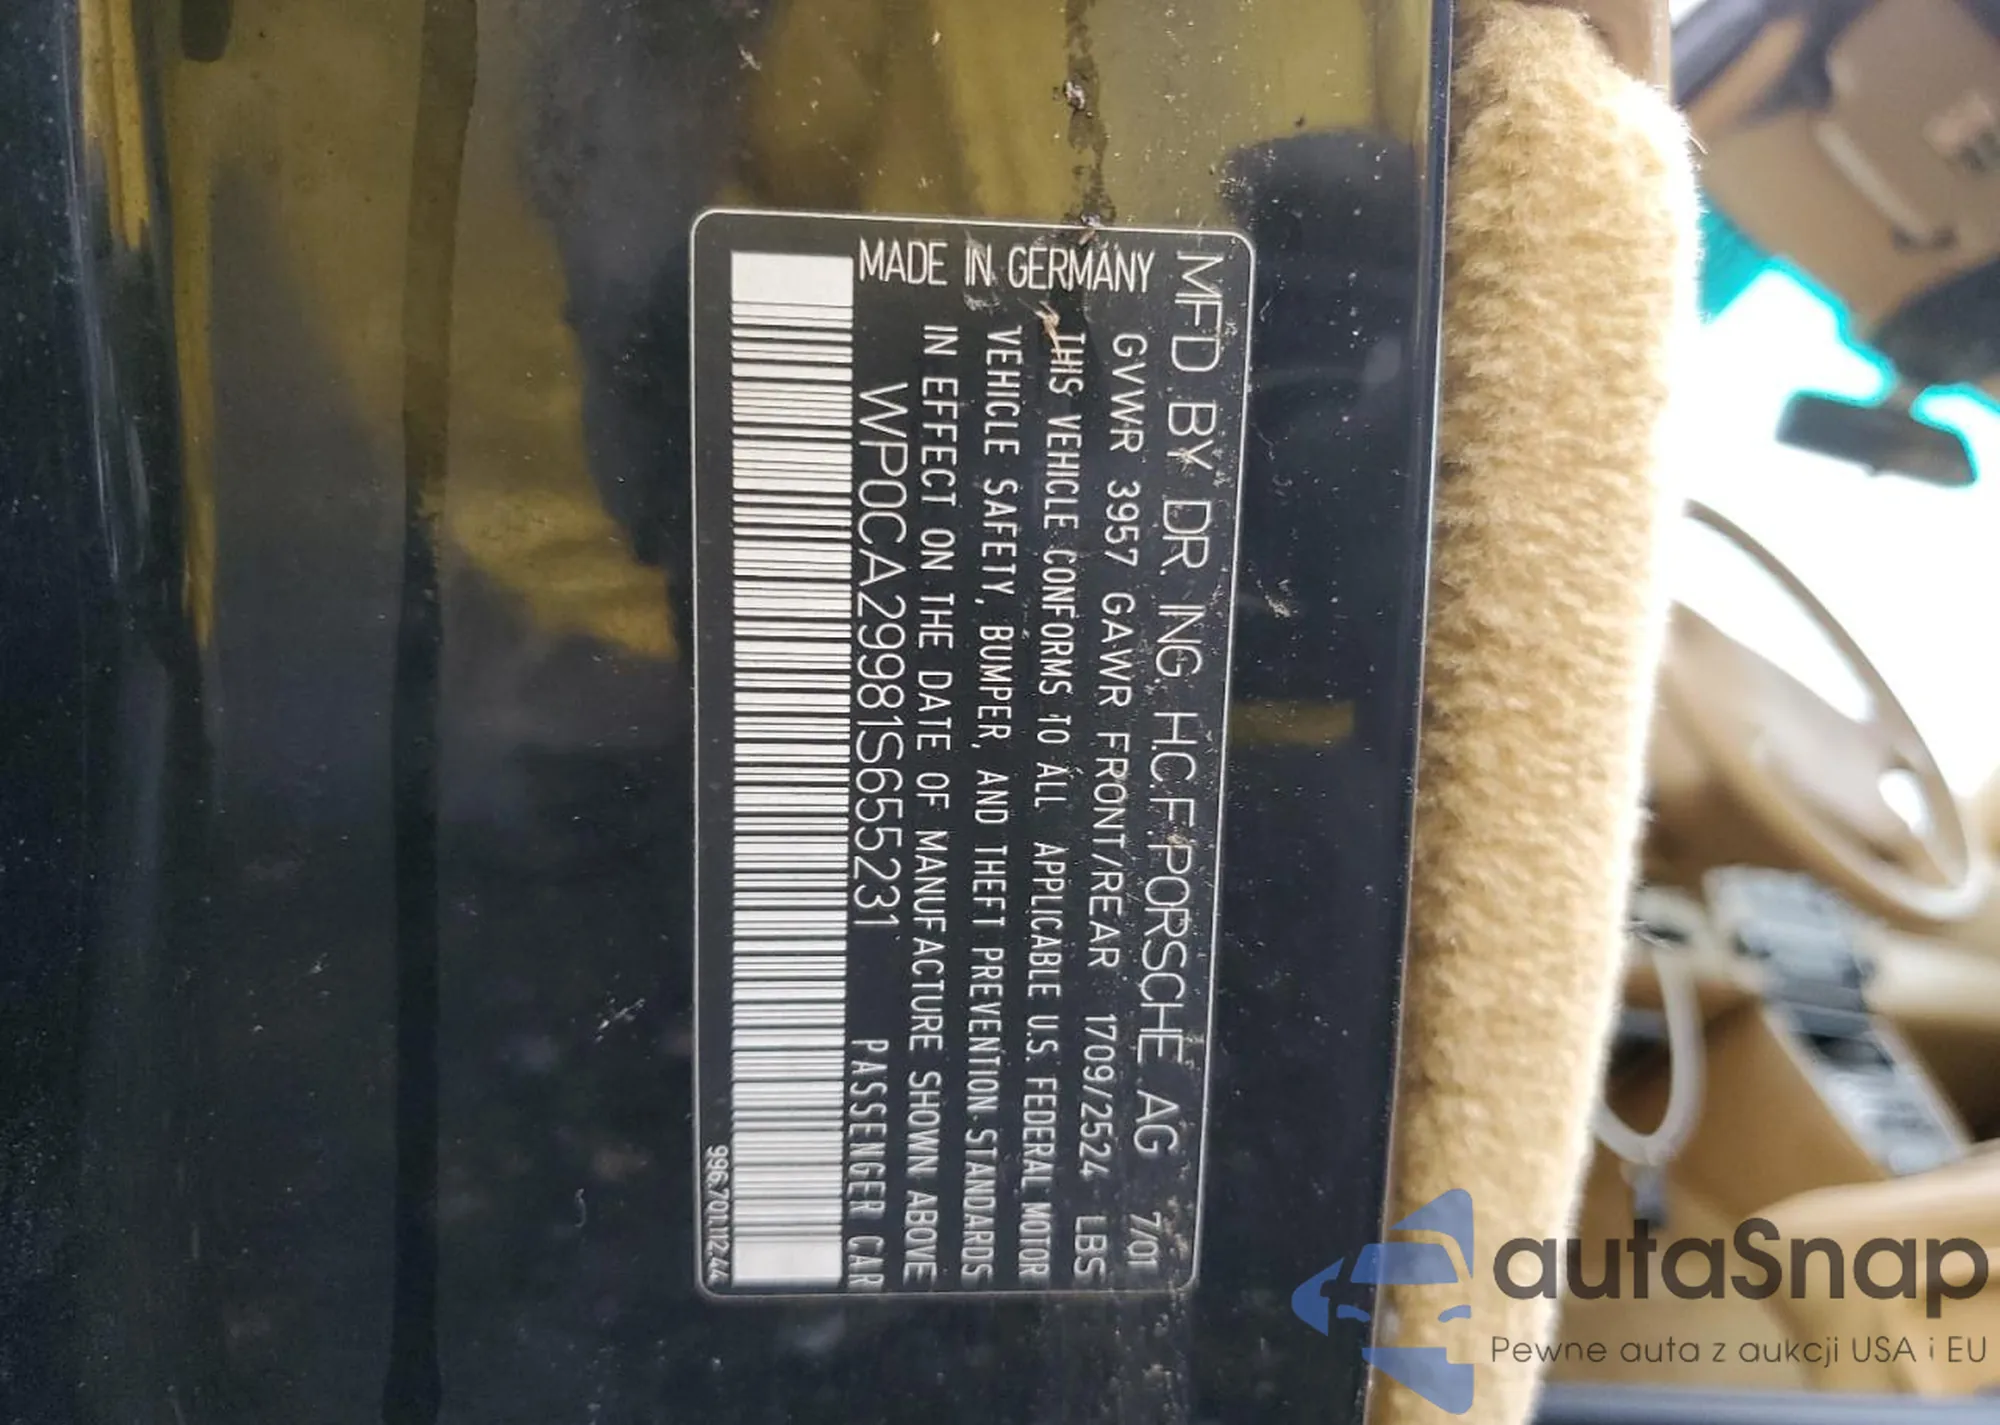 MFD BY DR. ING. H.C.F.PORSCHE AG 7/01
GVWR 3957 GAWR FRONT/REAR 1709/2524 LBS
THIS VEHICLE CONFORMS TO ALL APPLICABLE U.S. FEDERAL MOTOR
VEHICLE SAFETY, BUMPER, AND THEFT PREVENTION STANDARDS
IN EFFECT ON THE DATE OF MANUFACTURE SHOWN ABOVE
WP0CA29981S655231 PASSENGER CAR
MADE IN GERMANY
996.701.112.44
autaSnap
Pewne auta z aukcji USA i EU